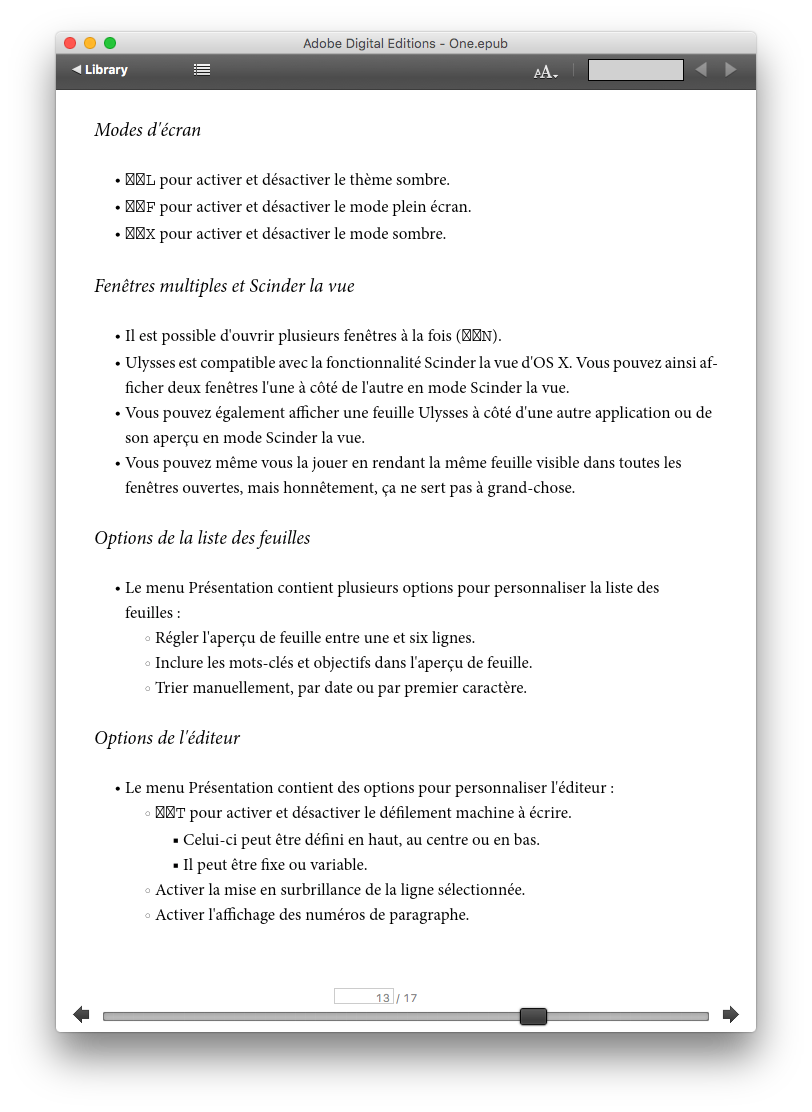 Adobe Digital Editions - One.epub
◀ Library
AA
Modes d'écran
• L pour activer et désactiver le thème sombre.
• F pour activer et désactiver le mode plein écran.
• X pour activer et désactiver le mode sombre.
Fenêtres multiples et Scinder la vue
• Il est possible d'ouvrir plusieurs fenêtres à la fois (N).
• Ulysses est compatible avec la fonctionnalité Scinder la vue d'OS X. Vous pouvez ainsi af-
ficher deux fenêtres l'une à côté de l'autre en mode Scinder la vue.
• Vous pouvez également afficher une feuille Ulysses à côté d'une autre application ou de
son aperçu en mode Scinder la vue.
• Vous pouvez même vous la jouer en rendant la même feuille visible dans toutes les
fenêtres ouvertes, mais honnêtement, ça ne sert pas à grand-chose.
Options de la liste des feuilles
• Le menu Présentation contient plusieurs options pour personnaliser la liste des
feuilles :
◦ Régler l'aperçu de feuille entre une et six lignes.
◦ Inclure les mots-clés et objectifs dans l'aperçu de feuille.
◦ Trier manuellement, par date ou par premier caractère.
Options de l'éditeur
• Le menu Présentation contient des options pour personnaliser l'éditeur :
◦ T pour activer et désactiver le défilement machine à écrire.
▪ Celui-ci peut être défini en haut, au centre ou en bas.
▪ Il peut être fixe ou variable.
◦ Activer la mise en surbrillance de la ligne sélectionnée.
◦ Activer l'affichage des numéros de paragraphe.
13 / 17